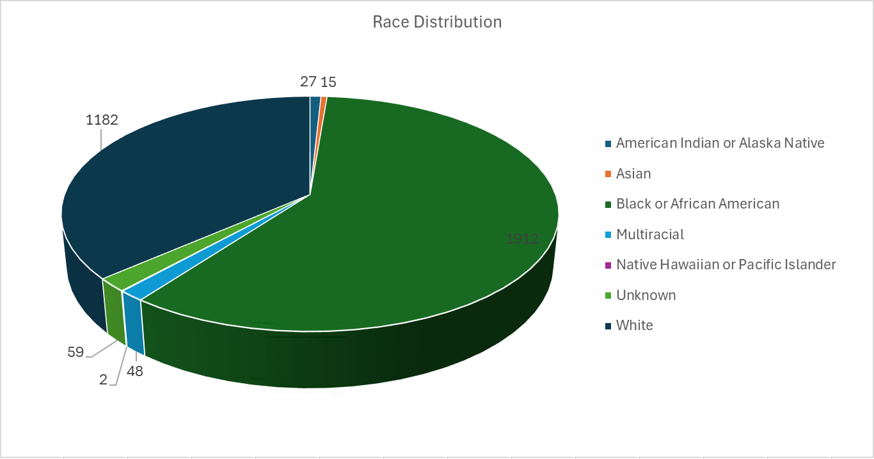 Race Distribution
27 15
1182
American Indian or Alaska Native
Asian
Black or African American
Multiracial
1912
Native Hawaiian or Pacific Islander
Unknown
White
59
48
2